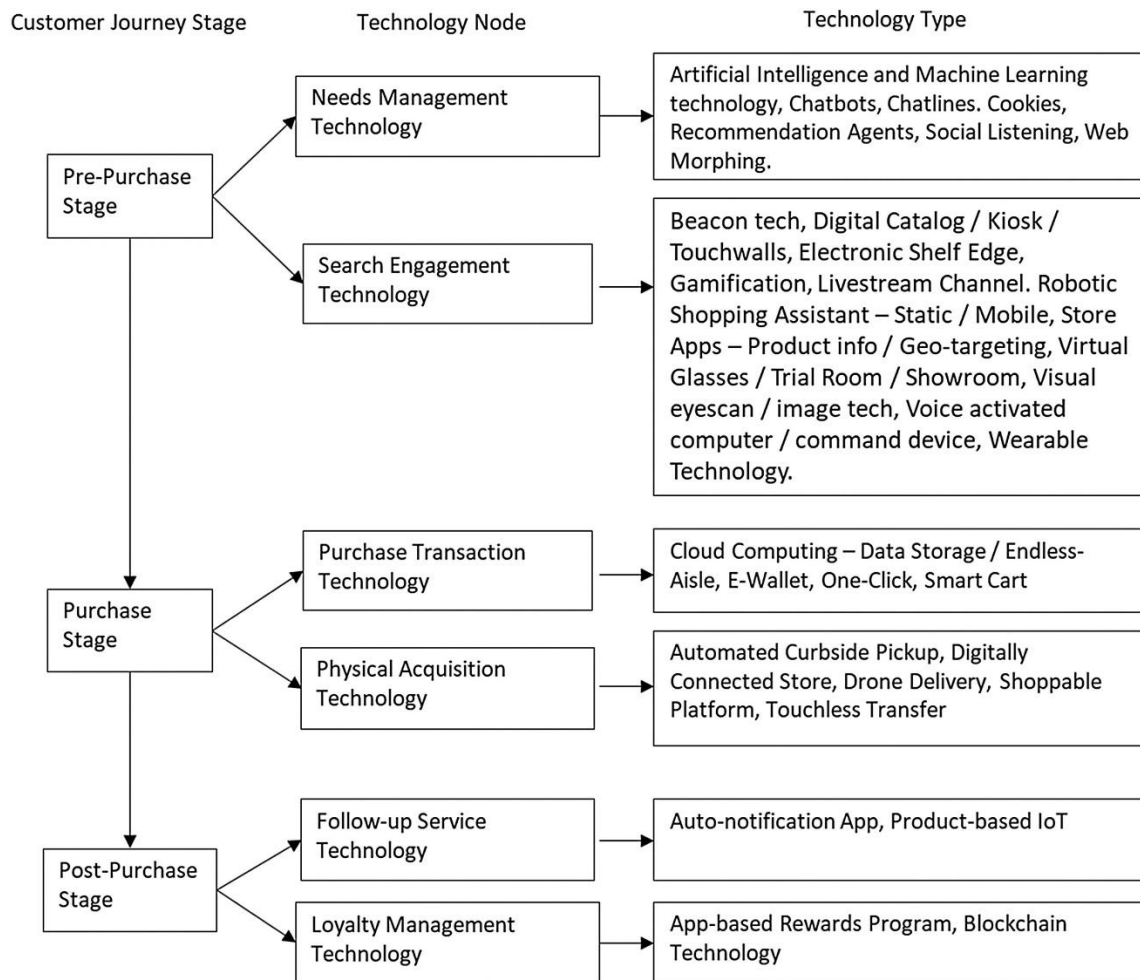 Customer Journey Stage
Technology Node
Technology Type
Pre-Purchase
Stage
Needs Management
Technology
Artificial Intelligence and Machine Learning
technology, Chatbots, Chatlines. Cookies,
Recommendation Agents, Social Listening, Web
Morphing.
Search Engagement
Technology
Beacon tech, Digital Catalog / Kiosk /
Touchwalls, Electronic Shelf Edge,
Gamification, Livestream Channel. Robotic
Shopping Assistant – Static / Mobile, Store
Apps – Product info / Geo-targeting, Virtual
Glasses / Trial Room / Showroom, Visual
eyescan / image tech, Voice activated
computer / command device, Wearable
Technology.
Purchase
Stage
Purchase Transaction
Technology
Cloud Computing – Data Storage / Endless-
Aisle, E-Wallet, One-Click, Smart Cart
Physical Acquisition
Technology
Automated Curbside Pickup, Digitally
Connected Store, Drone Delivery, Shoppable
Platform, Touchless Transfer
Post-Purchase
Stage
Follow-up Service
Technology
Auto-notification App, Product-based IoT
Loyalty Management
Technology
App-based Rewards Program, Blockchain
Technology